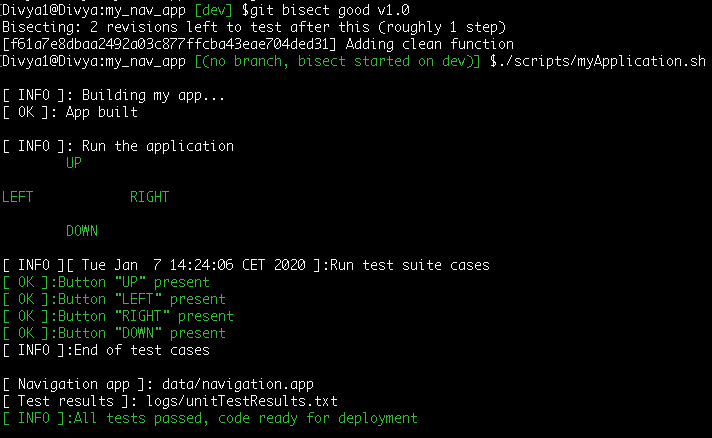 Divya1@Divya:my_nav_app [dev] $git bisect good v1.0
Bisecting: 2 revisions left to test after this (roughly 1 step)
[f61a7e8dbaa2492a03c877ffcba43eae704ded31] Adding clean function
Divya1@Divya:my_nav_app [(no branch, bisect started on dev)] $./scripts/myApplication.sh
[ INFO ]: Building my app...
[ OK ]: App built
[ INFO ]: Run the application
UP
LEFT RIGHT
DOWN
[ INFO ][ Tue Jan  7 14:24:06 CET 2020 ]:Run test suite cases
[ OK ]:Button "UP" present
[ OK ]:Button "LEFT" present
[ OK ]:Button "RIGHT" present
[ OK ]:Button "DOWN" present
[ INFO ]:End of test cases
[ Navigation app ]: data/navigation.app
[ Test results ]: logs/unitTestResults.txt
[ INFO ]:All tests passed, code ready for deployment